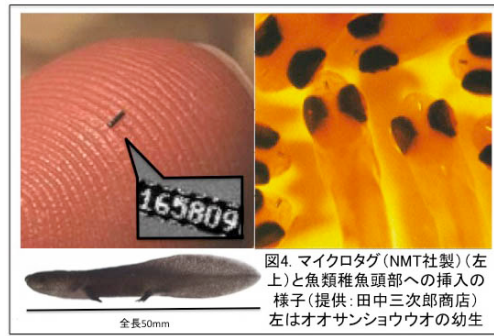 165809
図4. マイクロタグ(NMT社製)(左
上)と魚類稚魚頭部への挿入の
様子(提供:田中三次郎商店)
左はオオサンショウウオの幼生
全長50mm